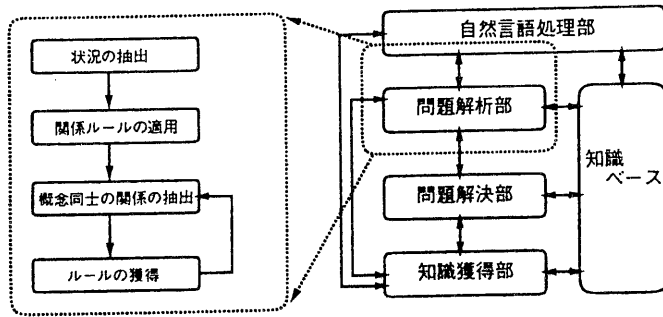 状況の抽出
関係ルールの適用
概念同士の関係の抽出
ルールの獲得
自然言語処理部
問題解析部
問題解決部
知識獲得部
知識
ベース